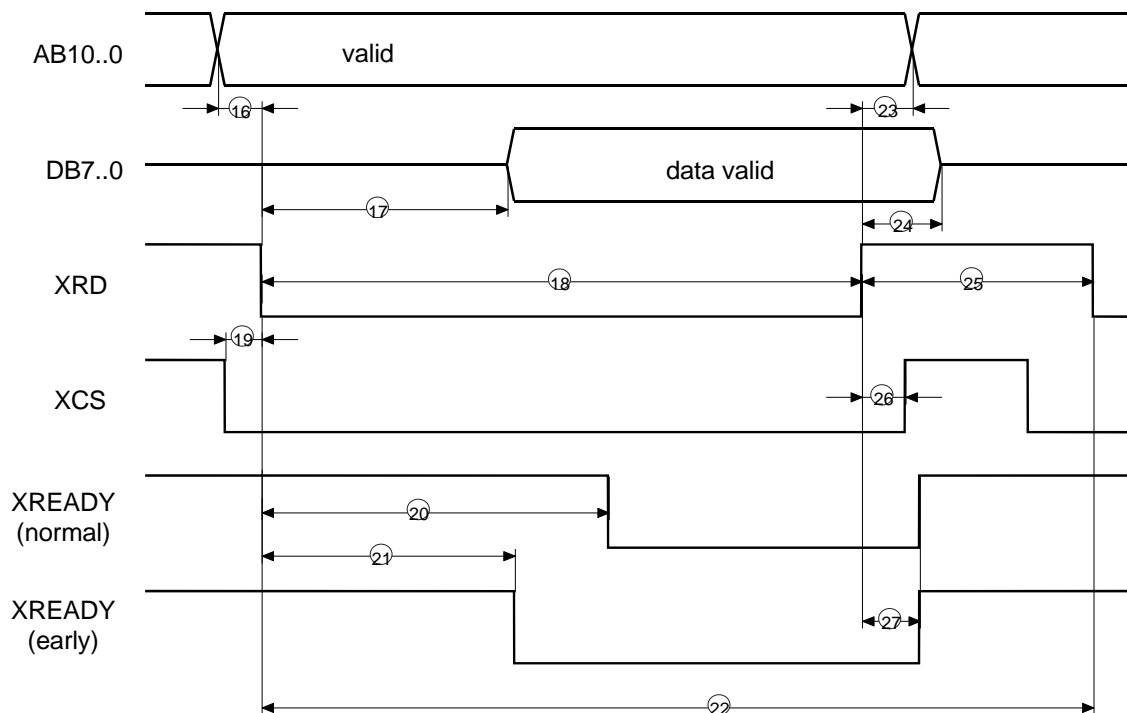 AB10..0
valid
16
23
DB7..0
data valid
17
24
XRD
18
25
19
XCS
26
XREADY
(normal)
20
21
XREADY
(early)
27
22